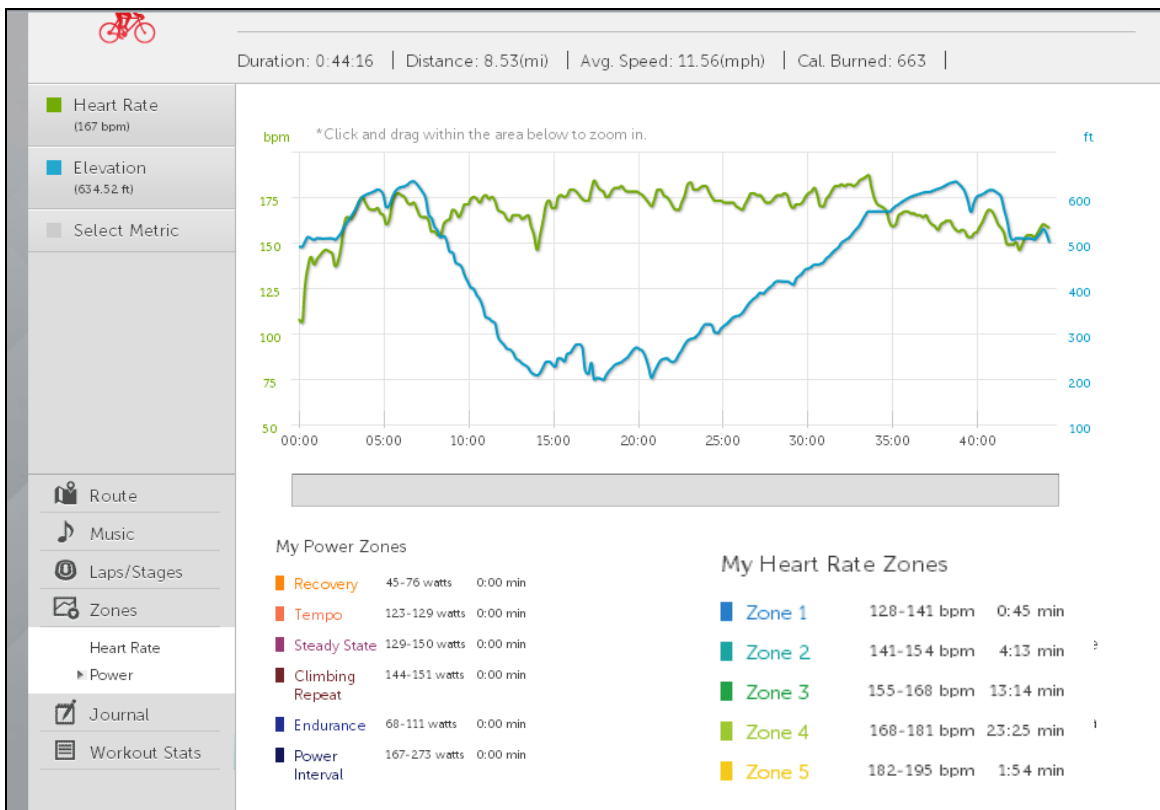 Duration: 0:44:16 | Distance: 8.53(mi) | Avg. Speed: 11.56(mph) | Cal. Burned: 663 |
Heart Rate
(167 bpm)
Elevation
(634.52 ft)
Select Metric
bpm *Click and drag within the area below to zoom in. ft
175 600
150 500
125 400
100 300
75 200
50 100
00:00 05:00 10:00 15:00 20:00 25:00 30:00 35:00 40:00
Route
Music
Laps/Stages
Zones
Heart Rate
Power
Journal
Workout Stats
My Power Zones
Recovery 45-76 watts 0:00 min
Tempo 123-129 watts 0:00 min
Steady State 129-150 watts 0:00 min
Climbing 144-151 watts 0:00 min
Repeat
Endurance 68-111 watts 0:00 min
Power 167-273 watts 0:00 min
Interval
My Heart Rate Zones
Zone 1 128-141 bpm 0:45 min
Zone 2 141-154 bpm 4:13 min
Zone 3 155-168 bpm 13:14 min
Zone 4 168-181 bpm 23:25 min
Zone 5 182-195 bpm 1:54 min